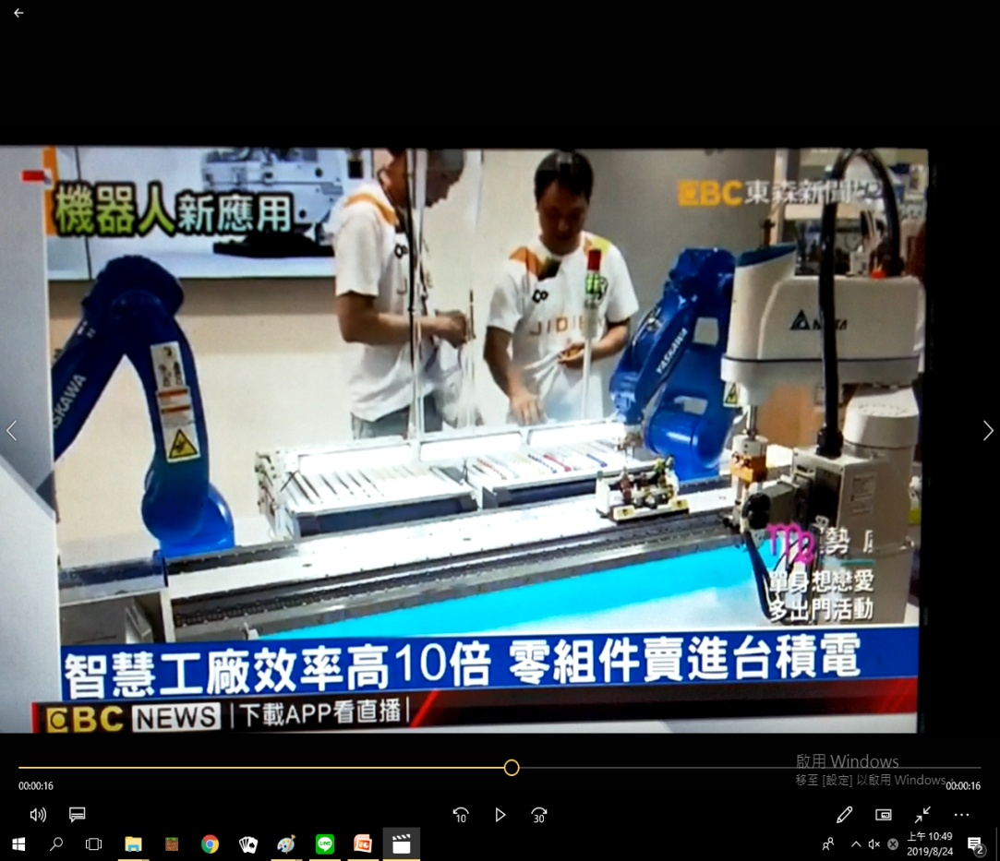 機器人新應用
EBC 東森新聞
JIDIE
YASKAWA
YASKAWA
DELTA
單身想戀愛
多出門活動
智慧工廠效率高10倍 零組件賣進台積電
EBC NEWS |下載APP看直播|
啟用 Windows
移至 [設定] 以啟用 Windows。
00:00:16
00:00:16
10
30
上午 10:49
2019/8/24
2